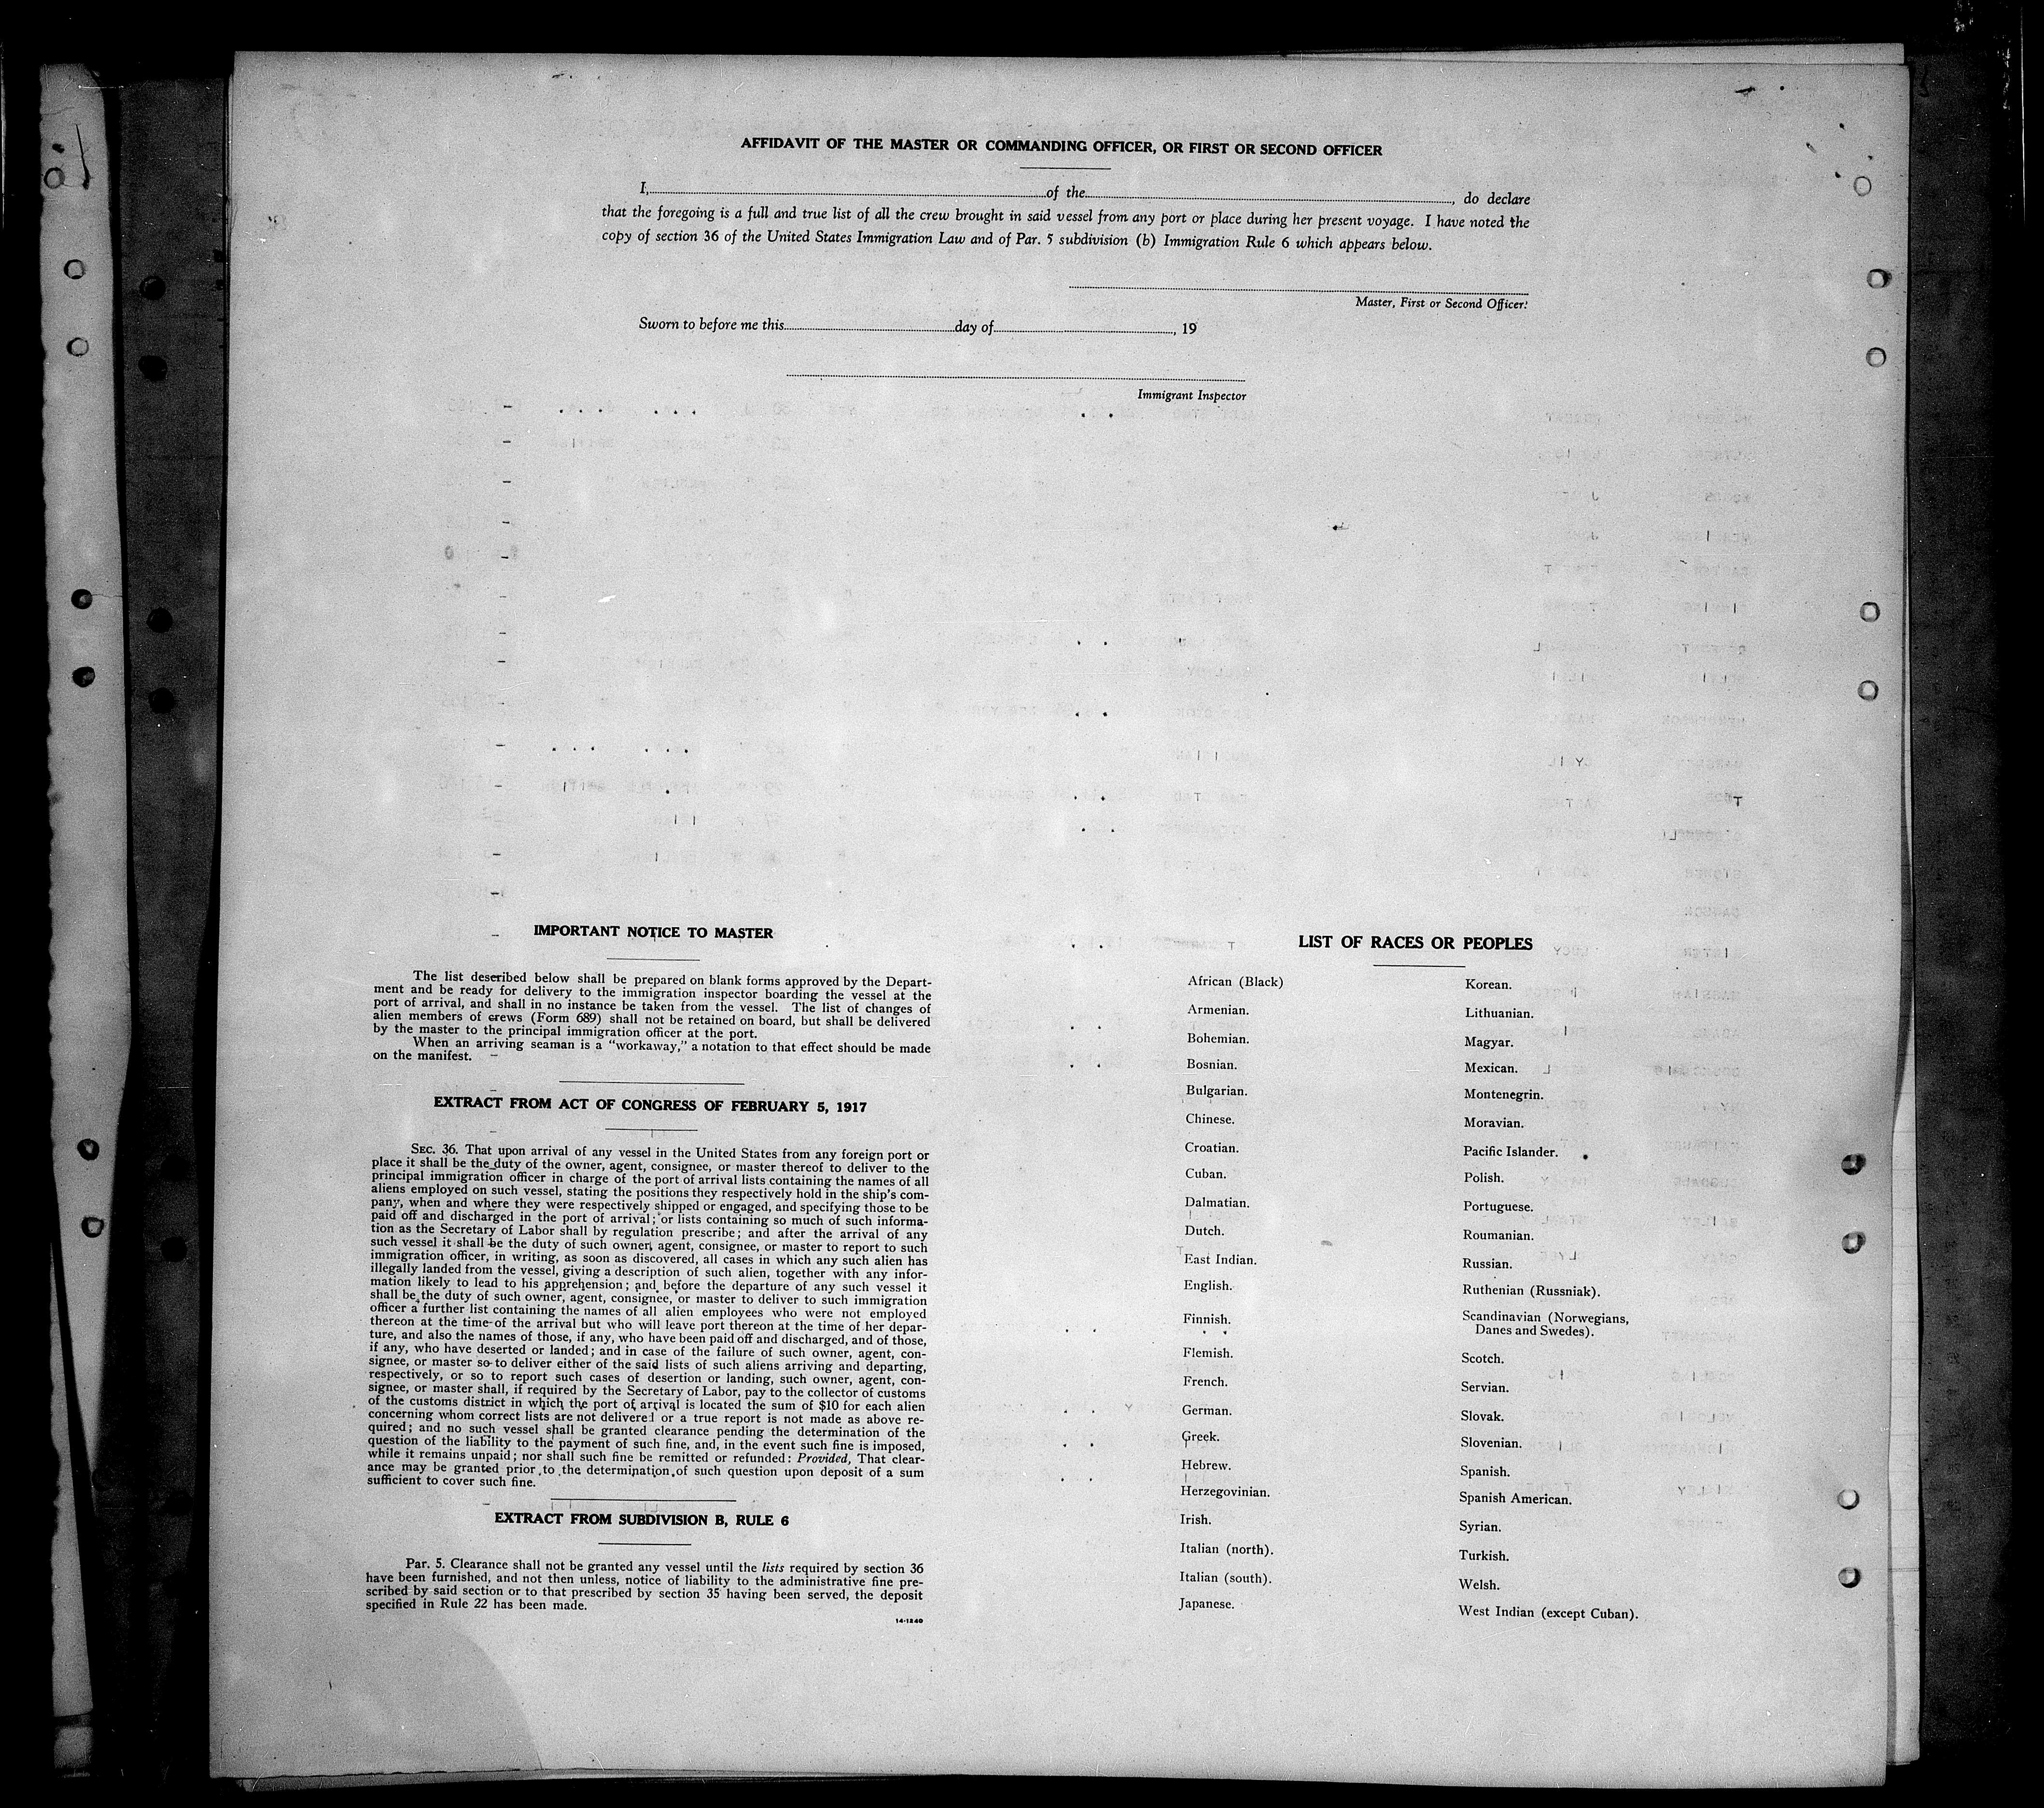 AFFIDAVIT OF THE MASTER OR COMMANDING OFFICER, OR FIRST OR SECOND OFFICER
I, of the , do declare
that the foregoing is a full and true list of all the crew brought in said vessel from any port or place during her present voyage. I have noted the
copy of section 36 of the United States Immigration Law and of Par. 5 subdivision (b) Immigration Rule 6 which appears below.
Master, First or Second Officer.
Sworn to before me this day of , 19
Immigrant Inspector
IMPORTANT NOTICE TO MASTER
The list described below shall be prepared on blank forms approved by the Depart-
ment and be ready for delivery to the immigration inspector boarding the vessel at the
port of arrival, and shall in no instance be taken from the vessel. The list of changes of
alien members of crews (Form 689) shall not be retained on board, but shall be delivered
by the master to the principal immigration officer at the port.
When an arriving seaman is a "workaway," a notation to that effect should be made
on the manifest.
EXTRACT FROM ACT OF CONGRESS OF FEBRUARY 5, 1917
SEC. 36. That upon arrival of any vessel in the United States from any foreign port or
place it shall be the duty of the owner, agent, consignee, or master thereof to deliver to the
principal immigration officer in charge of the port of arrival lists containing the names of all
aliens employed on such vessel, stating the positions they respectively hold in the ship's com-
pany, when and where they were respectively shipped or engaged, and specifying those to be
paid off and discharged in the port of arrival; or lists containing so much of such informa-
tion as the Secretary of Labor shall by regulation prescribe; and after the arrival of any
such vessel it shall be the duty of such owner, agent, consignee, or master to report to such
immigration officer, in writing, as soon as discovered, all cases in which any such alien has
illegally landed from the vessel, giving a description of such alien, together with any infor-
mation likely to lead to his apprehension; and before the departure of any such vessel it
shall be the duty of such owner, agent, consignee, or master to deliver to such immigration
officer a further list containing the names of all alien employees who were not employed
thereon at the time of the arrival but who will leave port thereon at the time of her depar-
ture, and also the names of those, if any, who have been paid off and discharged, and of those,
if any, who have deserted or landed; and in case of the failure of such owner, agent, con-
signee, or master so to deliver either of the said lists of such aliens arriving and departing,
respectively, or so to report such cases of desertion or landing, such owner, agent, con-
signee, or master shall, if required by the Secretary of Labor, pay to the collector of customs
of the customs district in which the port of arrival is located the sum of $10 for each alien
concerning whom correct lists are not delivered or a true report is not made as above re-
quired; and no such vessel shall be granted clearance pending the determination of the
question of the liability to the payment of such fine, and, in the event such fine is imposed,
while it remains unpaid; nor shall such fine be remitted or refunded: Provided, That clear-
ance may be granted prior to the determination of such question upon deposit of a sum
sufficient to cover such fine.
EXTRACT FROM SUBDIVISION B, RULE 6
Par. 5. Clearance shall not be granted any vessel until the lists required by section 36
have been furnished, and not then unless, notice of liability to the administrative fine pre-
scribed by said section or to that prescribed by section 35 having been served, the deposit
specified in Rule 22 has been made.
14-1240
LIST OF RACES OR PEOPLES
African (Black)
Armenian.
Bohemian.
Bosnian.
Bulgarian.
Chinese.
Croatian.
Cuban.
Dalmatian.
Dutch.
East Indian.
English.
Finnish.
Flemish.
French.
German.
Greek.
Hebrew.
Herzegovinian.
Irish.
Italian (north).
Italian (south).
Japanese.
Korean.
Lithuanian.
Magyar.
Mexican.
Montenegrin.
Moravian.
Pacific Islander.
Polish.
Portuguese.
Roumanian.
Russian.
Ruthenian (Russniak).
Scandinavian (Norwegians,
Danes and Swedes).
Scotch.
Servian.
Slovak.
Slovenian.
Spanish.
Spanish American.
Syrian.
Turkish.
Welsh.
West Indian (except Cuban).